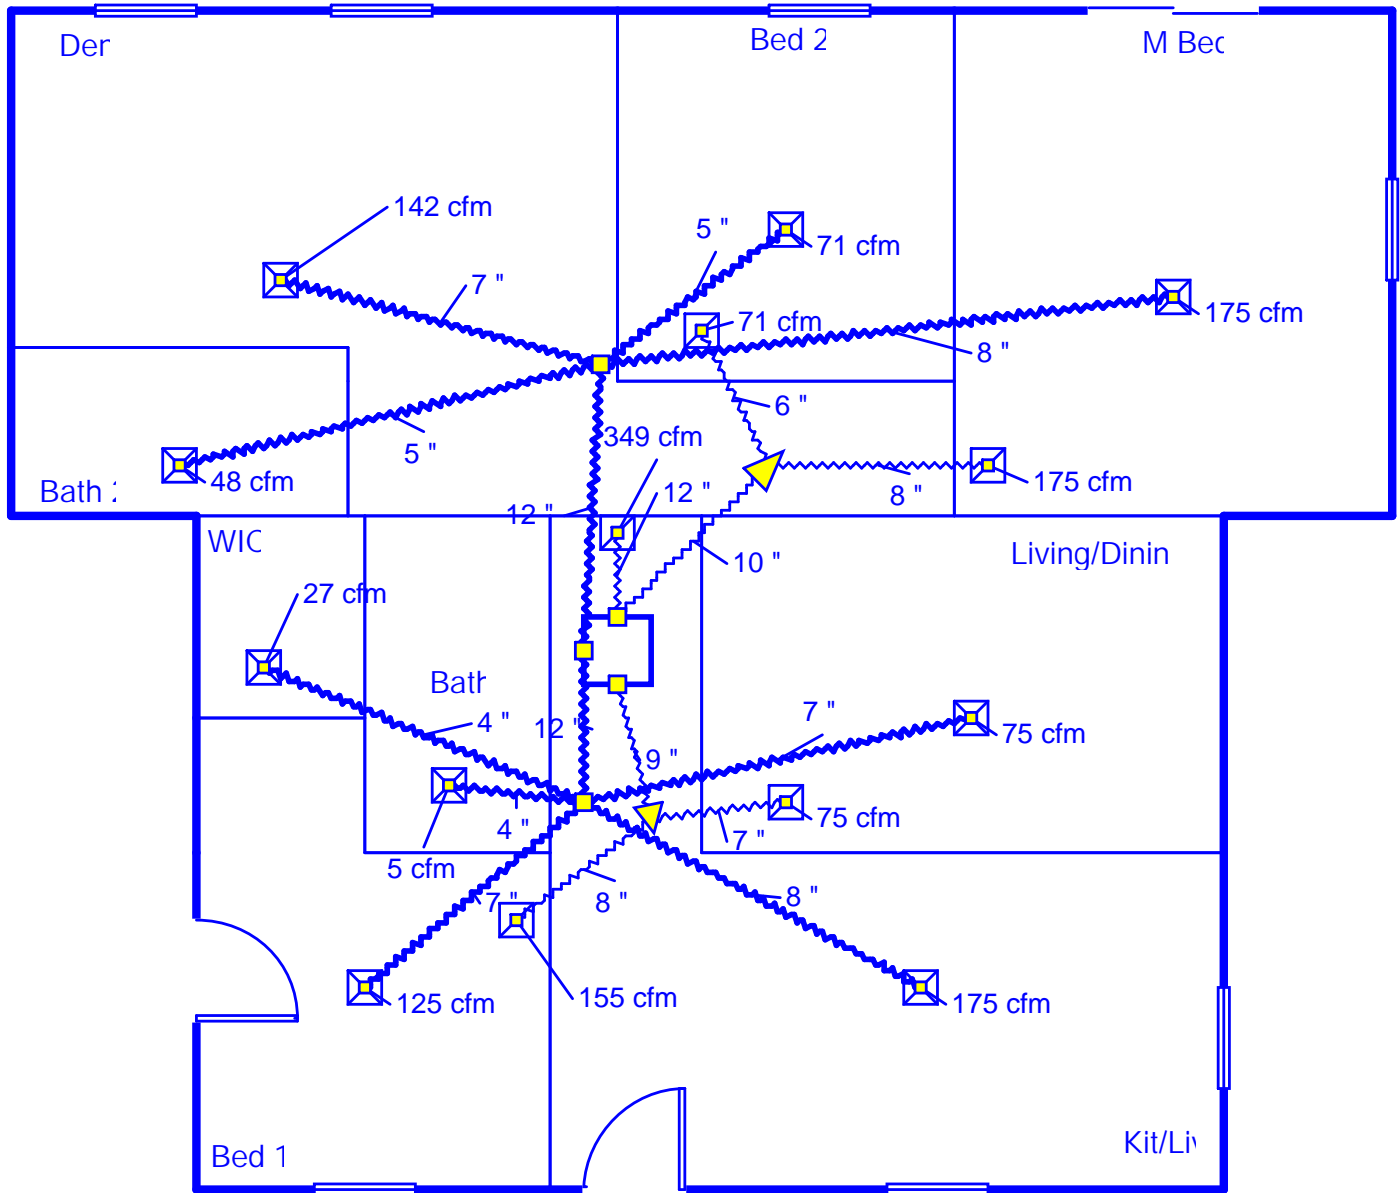 Der
Bed 2
M Bec
142 cfm
5 "
71 cfm
7 "
71 cfm
175 cfm
8 "
6 "
349 cfm
5 "
48 cfm
Bath
12 "
8 "
175 cfm
12 "
WIC
10 "
Living/Dinin
27 cfm
Bath
4 "
12 "
7 "
75 cfm
9 "
4 "
75 cfm
7 "
5 cfm
7 "
8 "
8 "
125 cfm
155 cfm
175 cfm
Bed 1
Kit/Liv